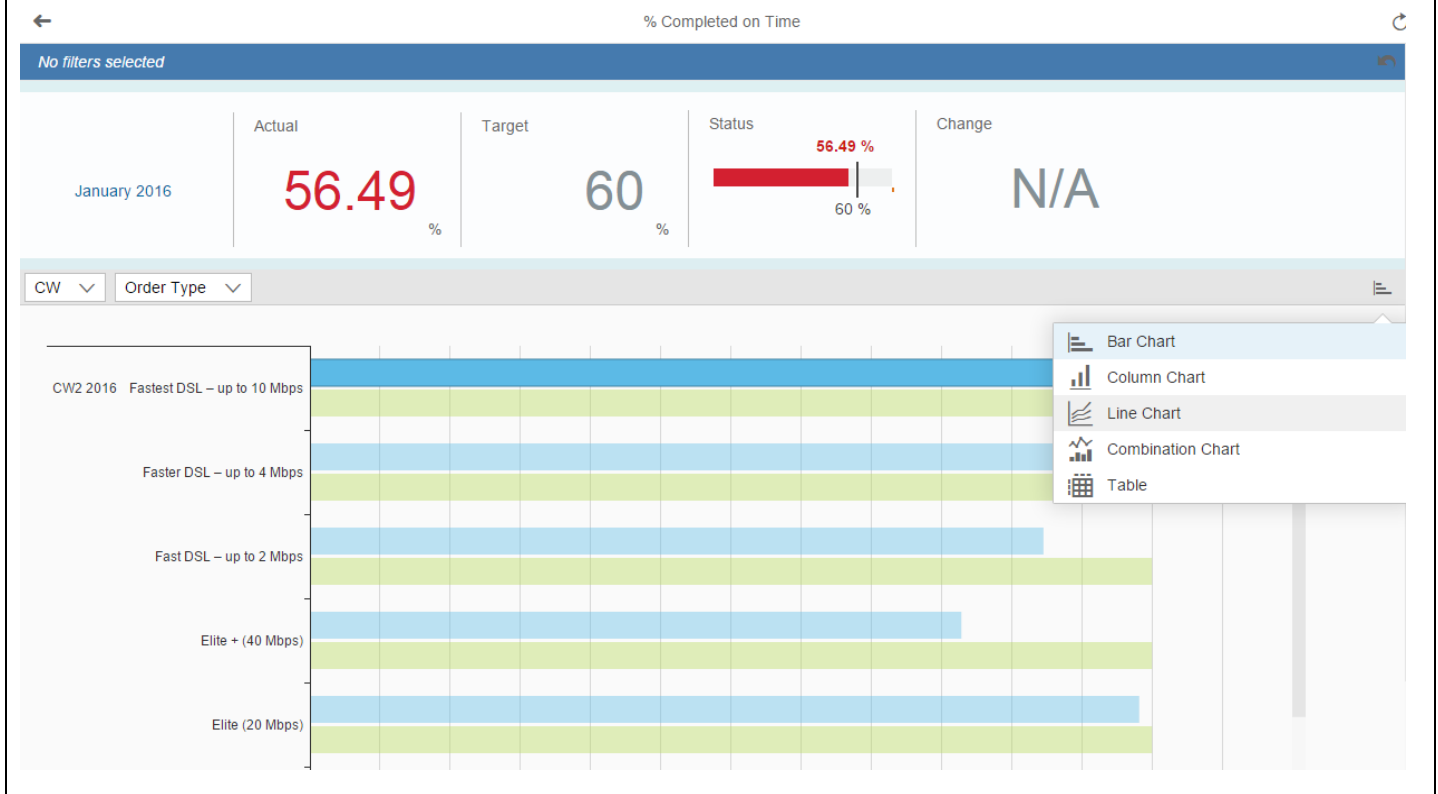 % Completed on Time
No filters selected
January 2016
Actual
56.49
%
Target
60
%
Status
56.49 %
60 %
Change
N/A
CW
Order Type
Bar Chart
Column Chart
Line Chart
Combination Chart
Table
CW2 2016 Fastest DSL – up to 10 Mbps
Faster DSL – up to 4 Mbps
Fast DSL – up to 2 Mbps
Elite + (40 Mbps)
Elite (20 Mbps)